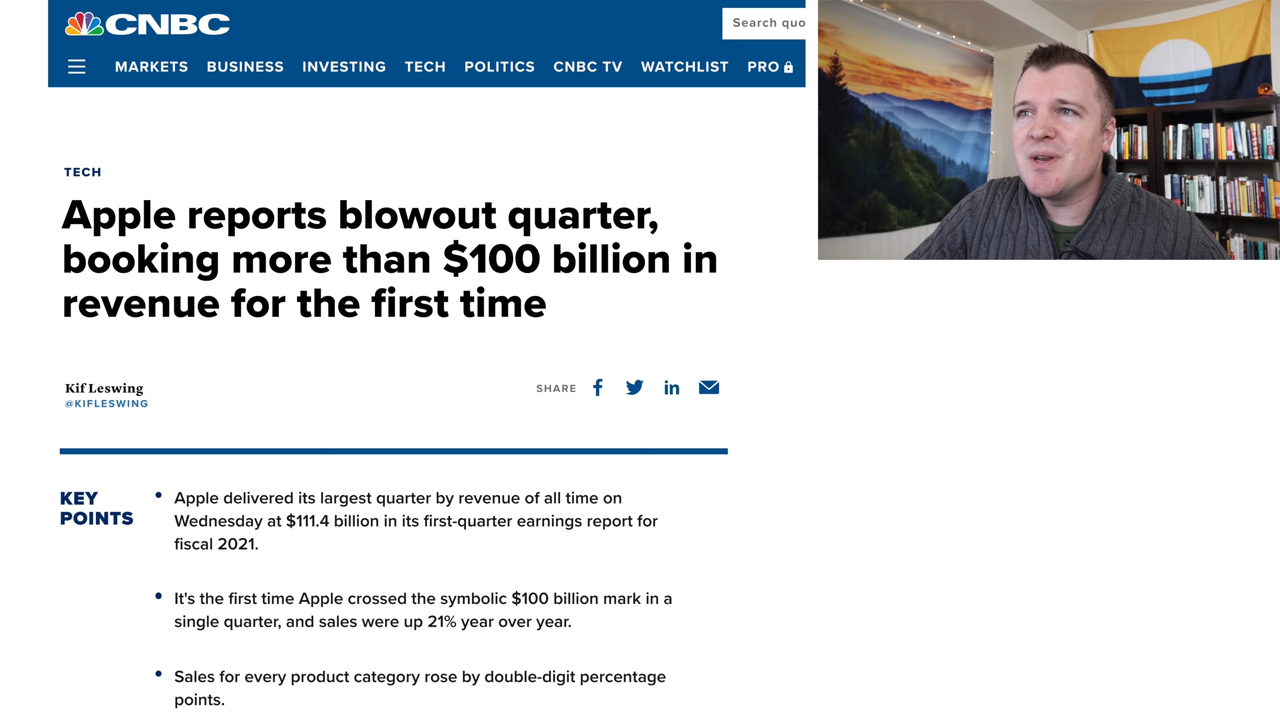 CNBC
Search quo
MARKETS BUSINESS INVESTING TECH POLITICS CNBC TV WATCHLIST PRO
TECH
Apple reports blowout quarter,
booking more than $100 billion in
revenue for the first time
Kif Leswing
@KIFLESWING
SHARE
KEY
POINTS
• Apple delivered its largest quarter by revenue of all time on
Wednesday at $111.4 billion in its first-quarter earnings report for
fiscal 2021.
• It's the first time Apple crossed the symbolic $100 billion mark in a
single quarter, and sales were up 21% year over year.
• Sales for every product category rose by double-digit percentage
points.